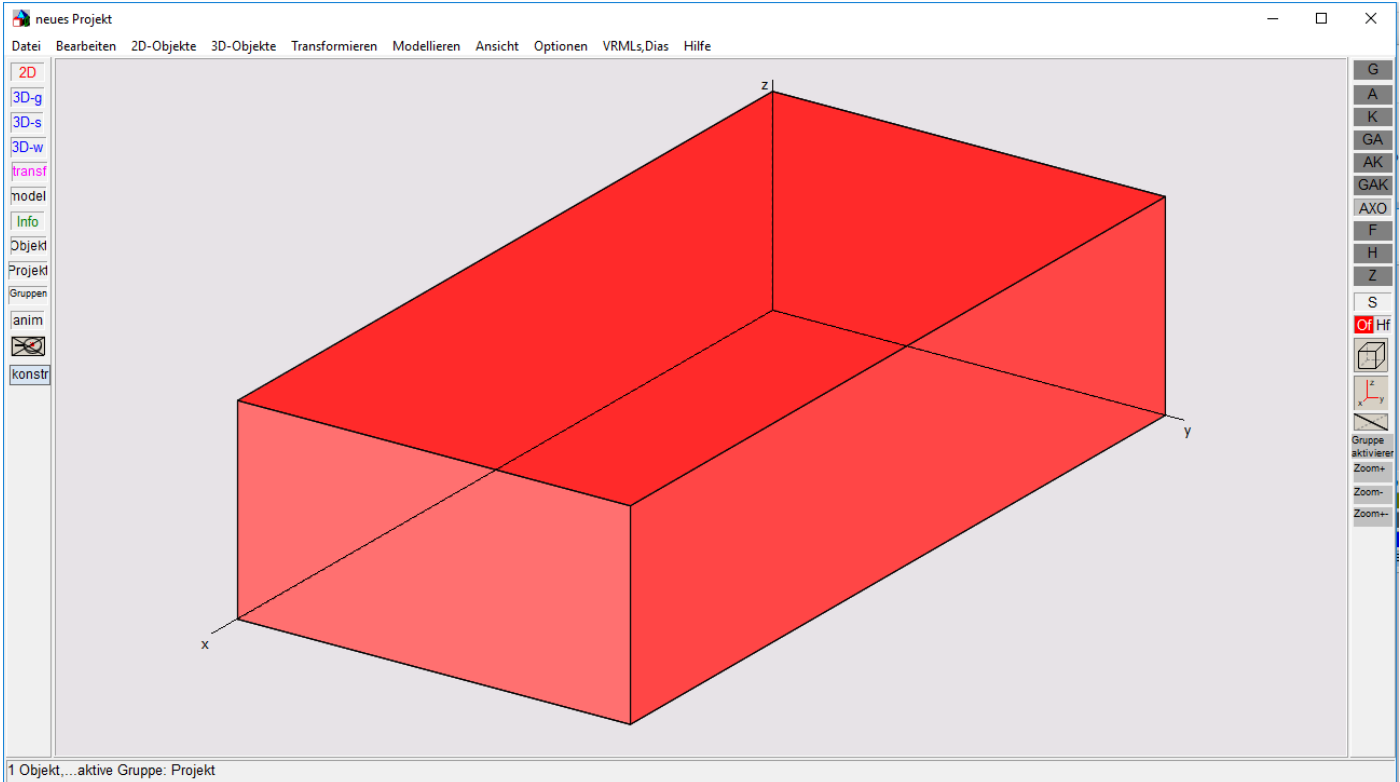 neues Projekt
Datei Bearbeiten 2D-Objekte 3D-Objekte Transformieren Modellieren Ansicht Optionen VRMLs,Dias Hilfe
2D
3D-g
3D-s
3D-w
transf
model
Info
Objekt
Projekt
Gruppen
anim
konstr
z
y
x
G
A
K
GA
AK
GAK
AXO
F
H
Z
S
Of Hf
z
x y
Gruppe
aktivierer
Zoom+
Zoom-
Zoom+-
1 Objekt,...aktive Gruppe: Projekt